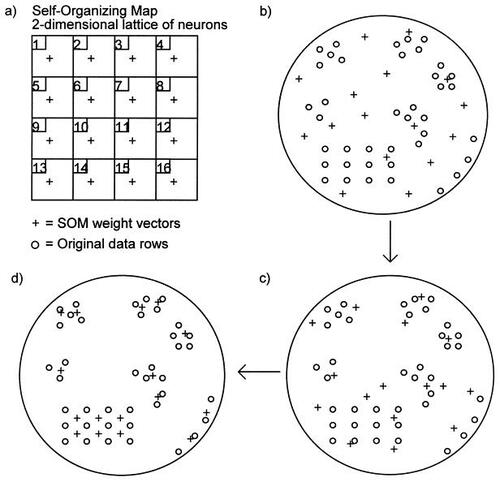 a) Self-Organizing Map
2-dimensional lattice of neurons
1 2 3 4
5 6 7 8
9 10 11 12
13 14 15 16
+ = SOM weight vectors
o = Original data rows
b)
d)
c)